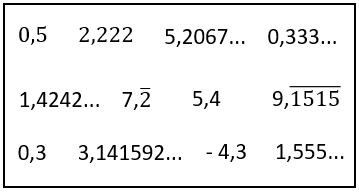 0,5 2,222 5,2067... 0,333...
1,4242... 7,2̅ 5,4 9,1̅5̅1̅5̅
0,3 3,141592... - 4,3 1,555...